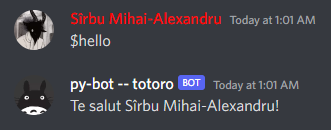 Sîrbu Mihai-Alexandru Today at 1:01 AM
$hello
py-bot -- totoro BOT Today at 1:01 AM
Te salut Sîrbu Mihai-Alexandru!